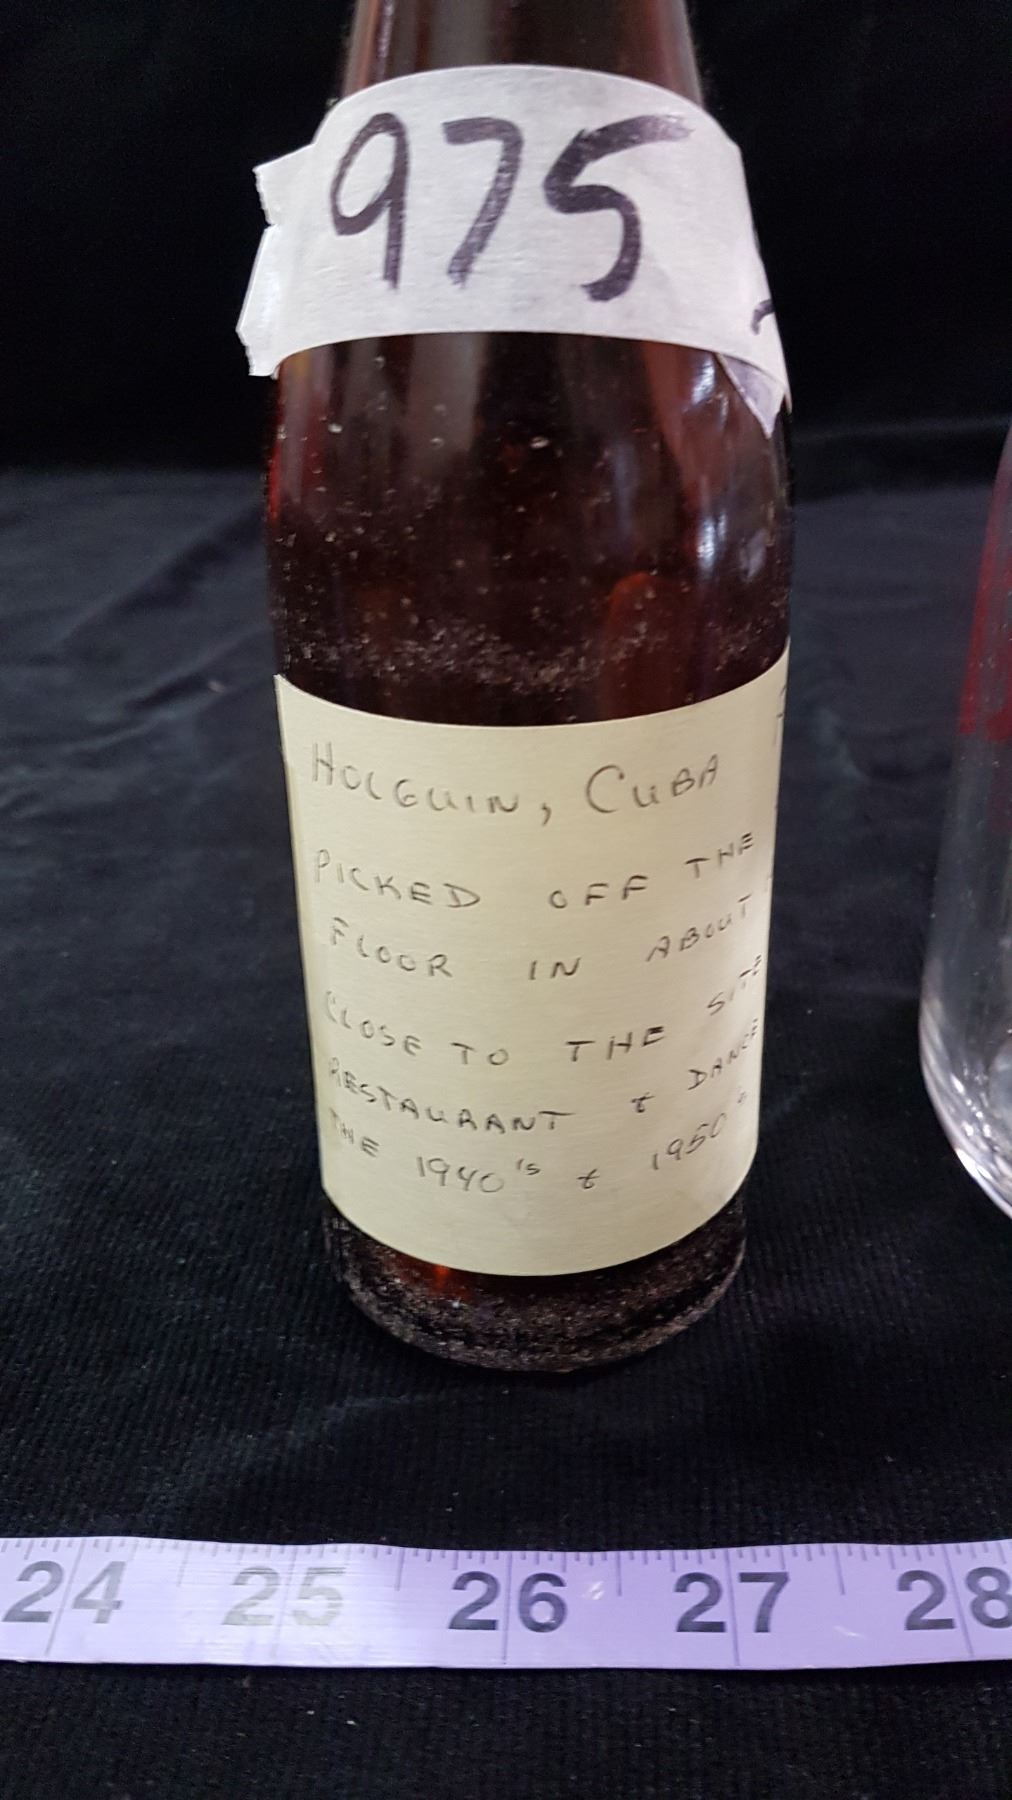 975
HOLGUIN, CUBA
PICKED OFF THE
FLOOR IN ABOUT
CLOSE TO THE SITE
RESTAURANT & DANCE
THE 1940's & 1950's
24 25 26 27 28